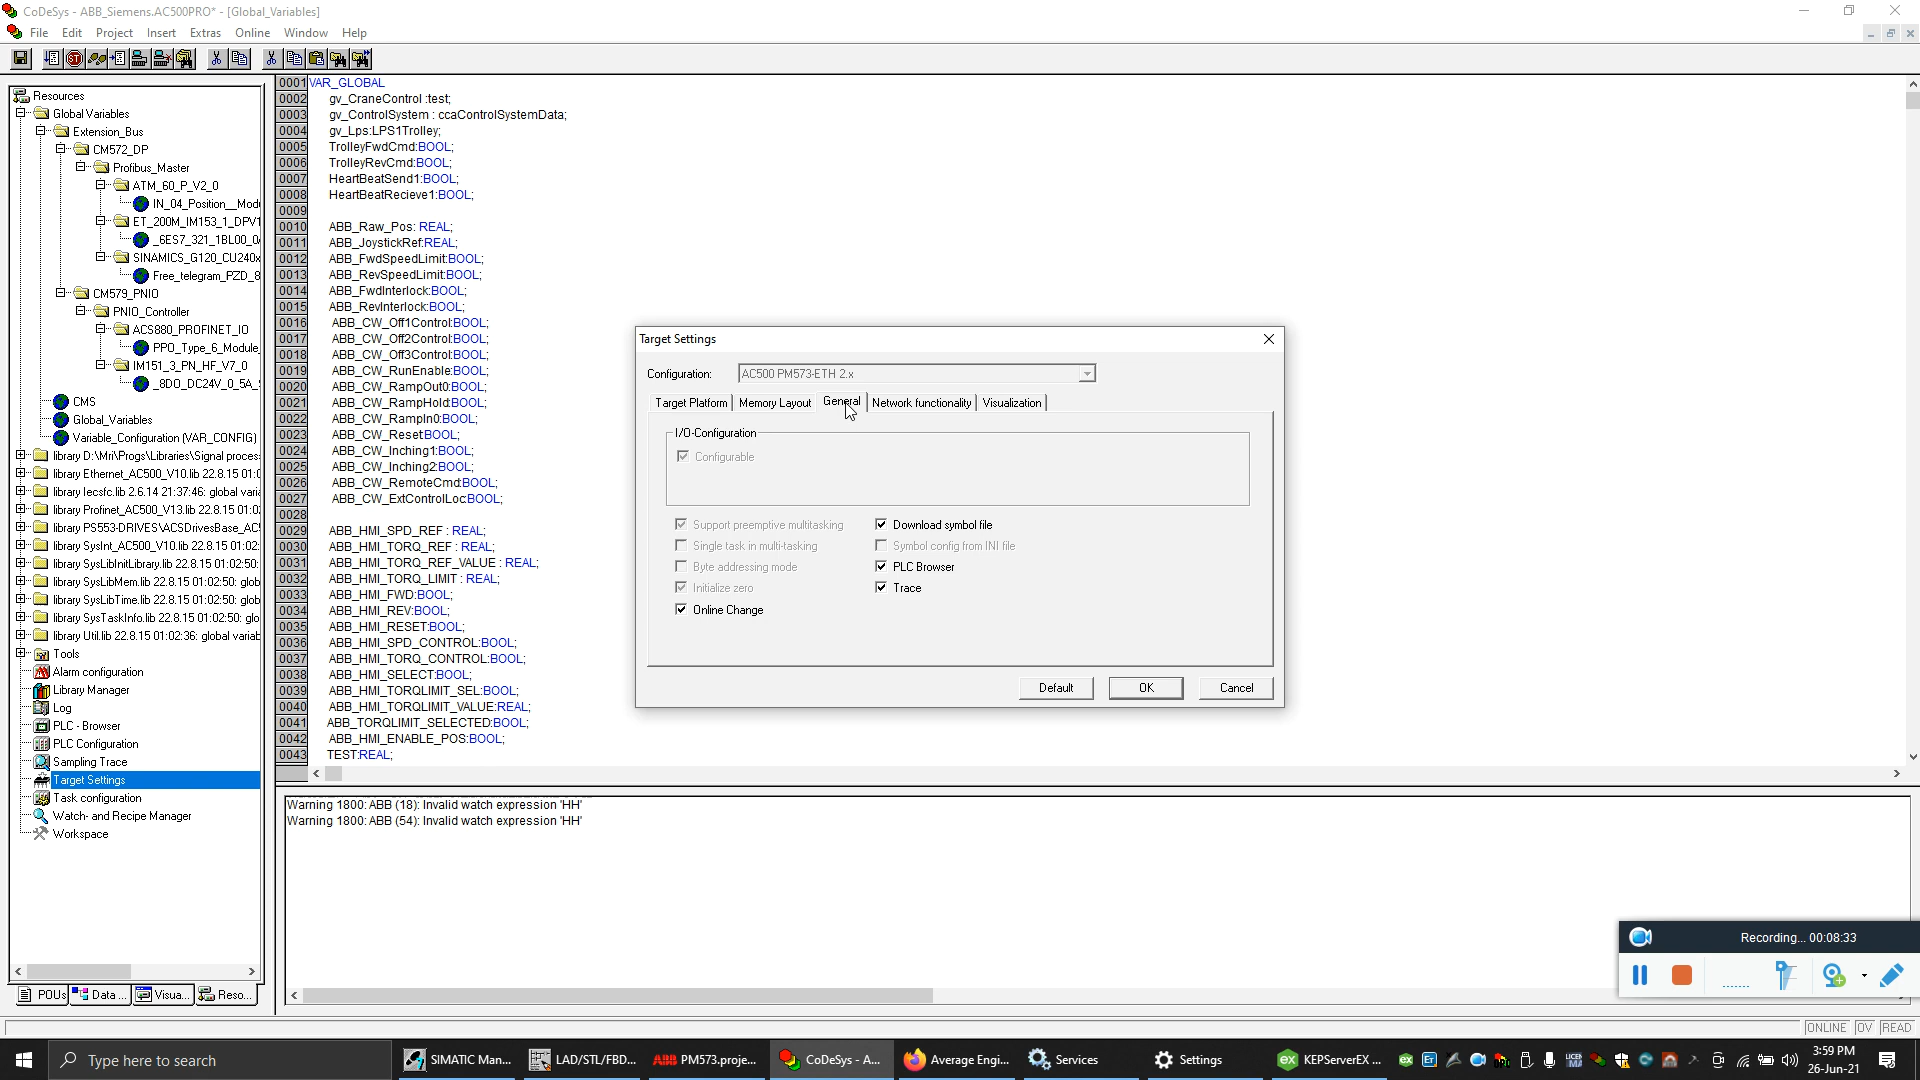 CoDeSys - ABB_Siemens.AC500PRO* - [Global_Variables]
File Edit Project Insert Extras Online Window Help
Resources
Global Variables
Extension_Bus
CM572_DP
Profibus_Master
ATM_60_P_V2_0
IN_04_Position__Modu
ET_200M_IM153_1_DPV1
_6ES7_321_1BL00_0A
SINAMICS_G120_CU240x
Free_telegram_PZD_8
CM579_PNIO
PNIO_Controller
ACS880_PROFINET_IO
PPO_Type_6_Module_
IM151_3_PN_HF_V7_0
_8DO_DC24V_0_5A_S
CMS
Global_Variables
Variable_Configuration (VAR_CONFIG)
library D:\Mri\Progs\Libraries\Signal process
library Ethernet_AC500_V10.lib 22.8.15 01:0
library Iecsfc.lib 2.6.14 21:37:46: global varia
library Profinet_AC500_V13.lib 22.8.15 01:0
library PS553-DRIVES\ACSDrivesBase_AC5
library SysInt_AC500_V10.lib 22.8.15 01:02:
library SysLibInitLibrary.lib 22.8.15 01:02:50:
library SysLibMem.lib 22.8.15 01:02:50: glob
library SysLibTime.lib 22.8.15 01:02:50: glob
library SysTaskInfo.lib 22.8.15 01:02:50: glo
library Util.lib 22.8.15 01:02:36: global variab
Tools
Alarm configuration
Library Manager
Log
PLC - Browser
PLC Configuration
Sampling Trace
Target Settings
Task configuration
Watch- and Recipe Manager
Workspace
POUs Data ... Visua... Reso...
0001 VAR_GLOBAL
0002 gv_CraneControl :test;
0003 gv_ControlSystem : ccaControlSystemData;
0004 gv_Lps:LPS1Trolley;
0005 TrolleyFwdCmd:BOOL;
0006 TrolleyRevCmd:BOOL;
0007 HeartBeatSend1:BOOL;
0008 HeartBeatRecieve1:BOOL;
0009
0010 ABB_Raw_Pos: REAL;
0011 ABB_JoystickRef:REAL;
0012 ABB_FwdSpeedLimit:BOOL;
0013 ABB_RevSpeedLimit:BOOL;
0014 ABB_FwdInterlock:BOOL;
0015 ABB_RevInterlock:BOOL;
0016 ABB_CW_Off1Control:BOOL;
0017 ABB_CW_Off2Control:BOOL;
0018 ABB_CW_Off3Control:BOOL;
0019 ABB_CW_RunEnable:BOOL;
0020 ABB_CW_RampOut0:BOOL;
0021 ABB_CW_RampHold:BOOL;
0022 ABB_CW_RampIn0:BOOL;
0023 ABB_CW_Reset:BOOL;
0024 ABB_CW_Inching1:BOOL;
0025 ABB_CW_Inching2:BOOL;
0026 ABB_CW_RemoteCmd:BOOL;
0027 ABB_CW_ExtControlLoc:BOOL;
0028
0029 ABB_HMI_SPD_REF : REAL;
0030 ABB_HMI_TORQ_REF : REAL;
0031 ABB_HMI_TORQ_REF_VALUE : REAL;
0032 ABB_HMI_TORQ_LIMIT : REAL;
0033 ABB_HMI_FWD:BOOL;
0034 ABB_HMI_REV:BOOL;
0035 ABB_HMI_RESET:BOOL;
0036 ABB_HMI_SPD_CONTROL:BOOL;
0037 ABB_HMI_TORQ_CONTROL:BOOL;
0038 ABB_HMI_SELECT:BOOL;
0039 ABB_HMI_TORQLIMIT_SEL:BOOL;
0040 ABB_HMI_TORQLIMIT_VALUE:REAL;
0041 ABB_TORQLIMIT_SELECTED:BOOL;
0042 ABB_HMI_ENABLE_POS:BOOL;
0043 TEST:REAL;
Target Settings
Configuration: AC500 PM573-ETH 2.x
Target Platform Memory Layout General Network functionality Visualization
I/O-Configuration
Configurable
Support preemptive multitasking Download symbol file
Single task in multi-tasking Symbol config from INI file
Byte addressing mode PLC Browser
Initialize zero Trace
Online Change
Default OK Cancel
Warning 1800: ABB (18): Invalid watch expression 'HH'
Warning 1800: ABB (54): Invalid watch expression 'HH'
Recording... 00:08:33
ONLINE OV READ
Type here to search
SIMATIC Man... LAD/STL/FBD... ABB PM573.proje... CoDeSys - A... Average Engi... Services Settings KEPServerEX ...
3:59 PM
26-Jun-21